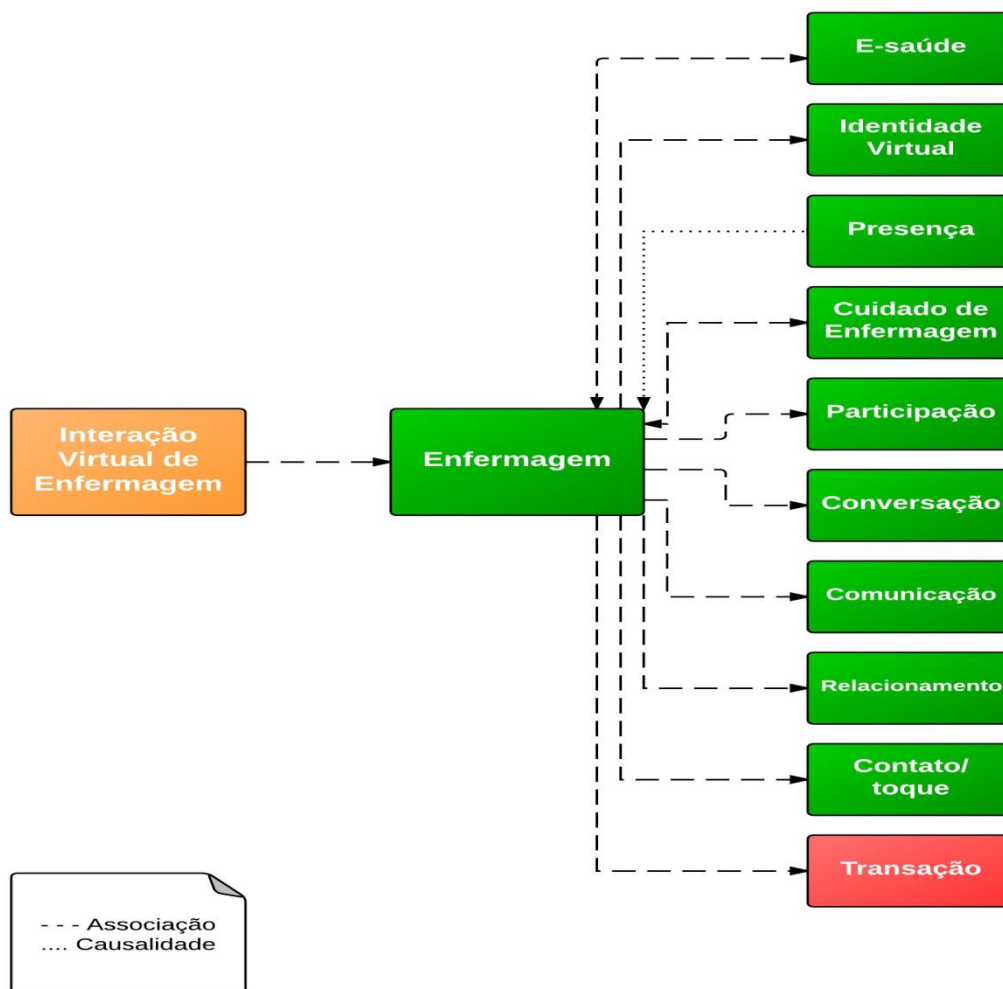 E-saúde
Identidade
Virtual
Presença
Cuidado de
Enfermagem
Participação
Interação
Virtual de
Enfermagem
Enfermagem
Conversação
Comunicação
Relacionamento
Contato/
toque
Transação
- - - Associação
.... Causalidade